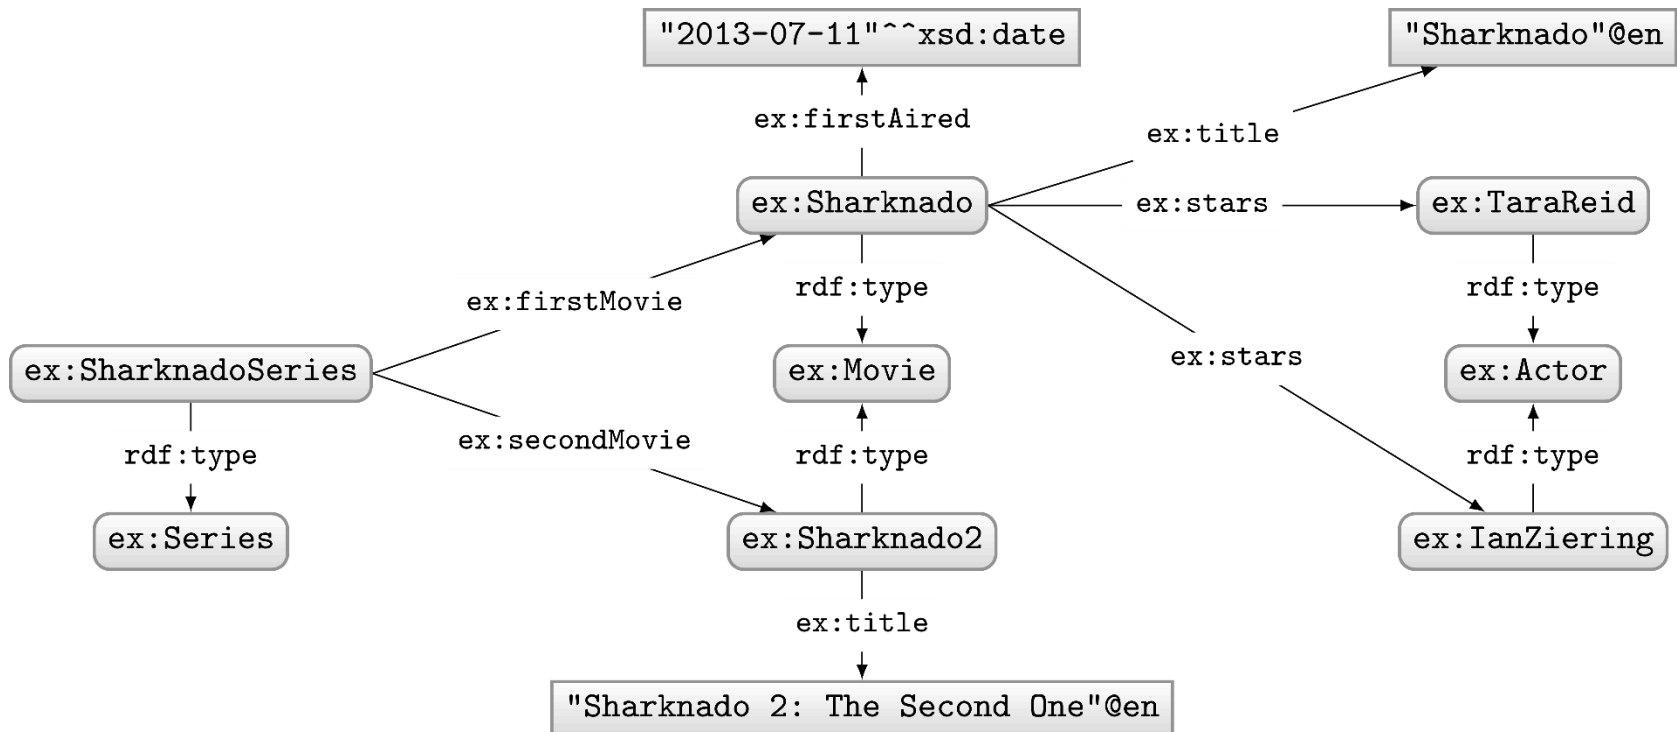 "2013-07-11"^^xsd:date
"Sharknado"@en
ex:firstAired
ex:title
ex:Sharknado
ex:stars
ex:TaraReid
rdf:type
rdf:type
ex:firstMovie
ex:stars
ex:SharknadoSeries
ex:Movie
ex:Actor
ex:secondMovie
rdf:type
rdf:type
rdf:type
ex:Series
ex:Sharknado2
ex:IanZiering
ex:title
"Sharknado 2: The Second One"@en